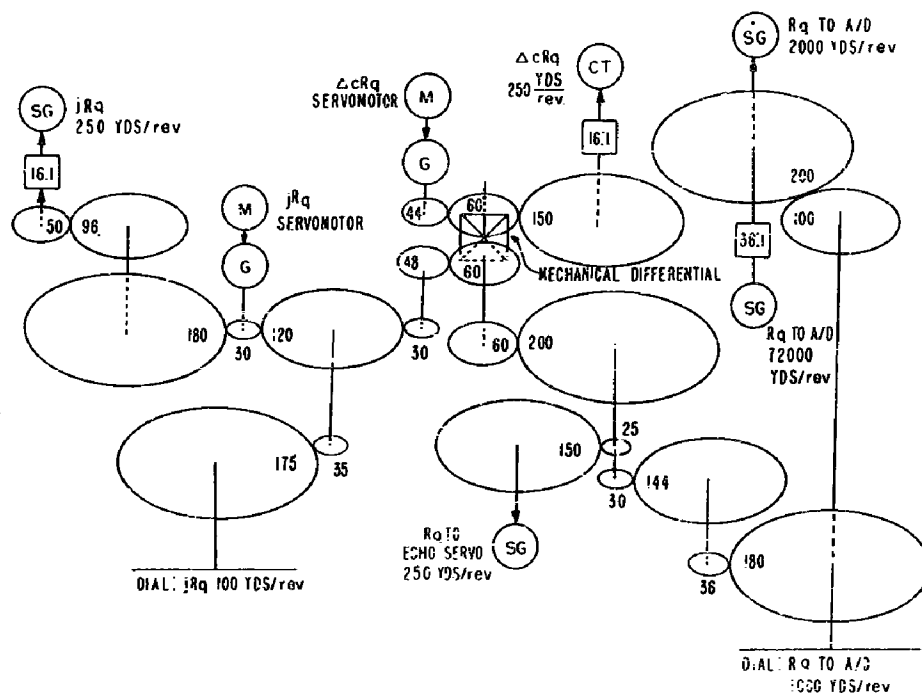 Rq TO A/D
2000 YDS/rev
SG
ΔcRq
250 YDS/rev.
CT
16:1
ΔcRq
SERVOMOTOR
M
G
jRq
250 YDS/rev
SG
16:1
50
96
jRq
SERVOMOTOR
M
G
44
60
150
200
100
36:1
48
60
MECHANICAL DIFFERENTIAL
SG
180
30
120
30
60
200
Rq TO A/D
72000
YDS/rev
175
35
25
150
30
144
Rq TO
ECHO SERVO
250 YDS/rev
SG
36
180
DIAL: jRq 100 YDS/rev
DIAL: Rq TO A/D
YDS/rev